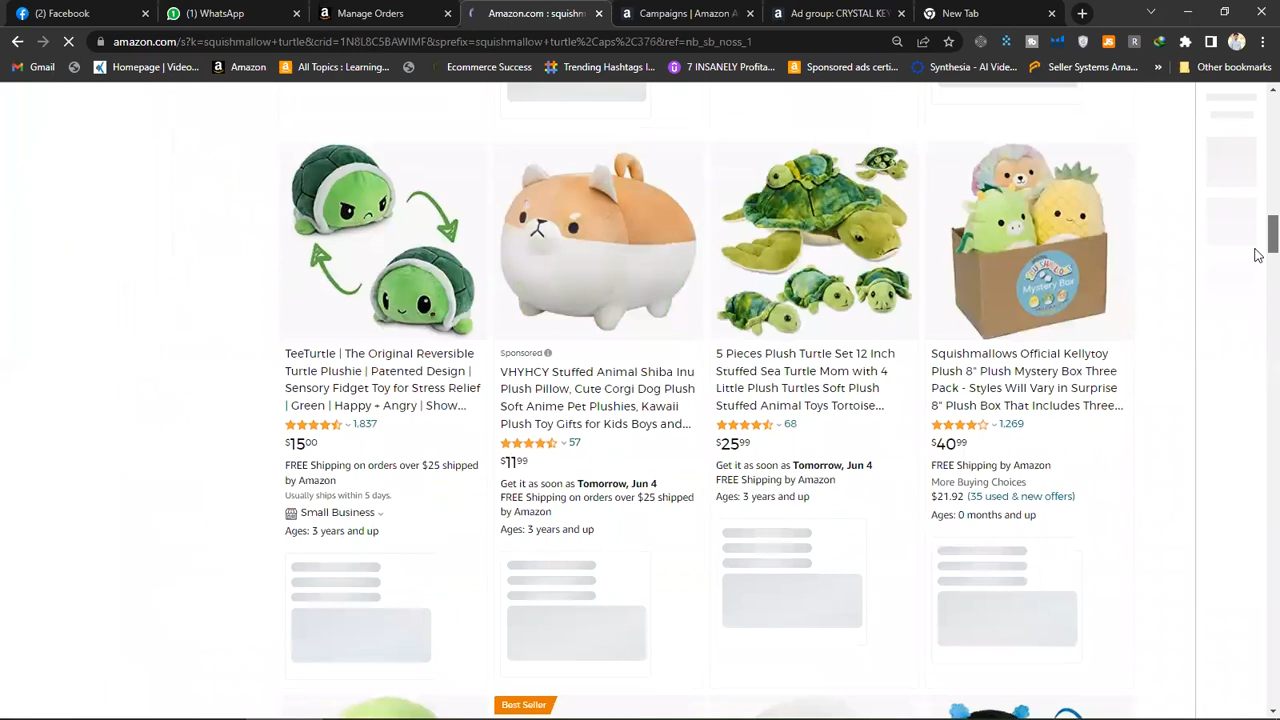 (2) Facebook
(1) WhatsApp
Manage Orders
Amazon.com : squishm
Campaigns | Amazon A
Ad group: CRYSTAL KE
New Tab
amazon.com/s?k=squishmallow+turtle&crid=1N8L8C5BAWIMF&sprefix=squishmallow+turtle%2Caps%2C376&ref=nb_sb_noss_1
Gmail
Homepage | Video...
Amazon
All Topics : Learning...
Ecommerce Success
Trending Hashtags I...
7 INSANELY Profita...
Sponsored ads certi...
Synthesia - AI Vide...
Seller Systems Ama...
»
Other bookmarks
Mystery Box
TeeTurtle | The Original Reversible
Turtle Plushie | Patented Design |
Sensory Fidget Toy for Stress Relief
| Green | Happy + Angry | Show...
1,837
$15.00
FREE Shipping on orders over $25 shipped
by Amazon
Usually ships within 5 days.
Small Business
Ages: 3 years and up
Sponsored
VHYHCY Stuffed Animal Shiba Inu
Plush Pillow, Cute Corgi Dog Plush
Soft Anime Pet Plushies, Kawaii
Plush Toy Gifts for Kids Boys and...
57
$11.99
Get it as soon as Tomorrow, Jun 4
FREE Shipping on orders over $25 shipped
by Amazon
Ages: 3 years and up
5 Pieces Plush Turtle Set 12 Inch
Stuffed Sea Turtle Mom with 4
Little Plush Turtles Soft Plush
Stuffed Animal Toys Tortoise...
68
$25.99
Get it as soon as Tomorrow, Jun 4
FREE Shipping by Amazon
Ages: 3 years and up
Squishmallows Official Kellytoy
Plush 8" Plush Mystery Box Three
Pack - Styles Will Vary in Surprise
8" Plush Box That Includes Three...
1,269
$40.99
FREE Shipping by Amazon
More Buying Choices
$21.92 (35 used & new offers)
Ages: 0 months and up
Best Seller